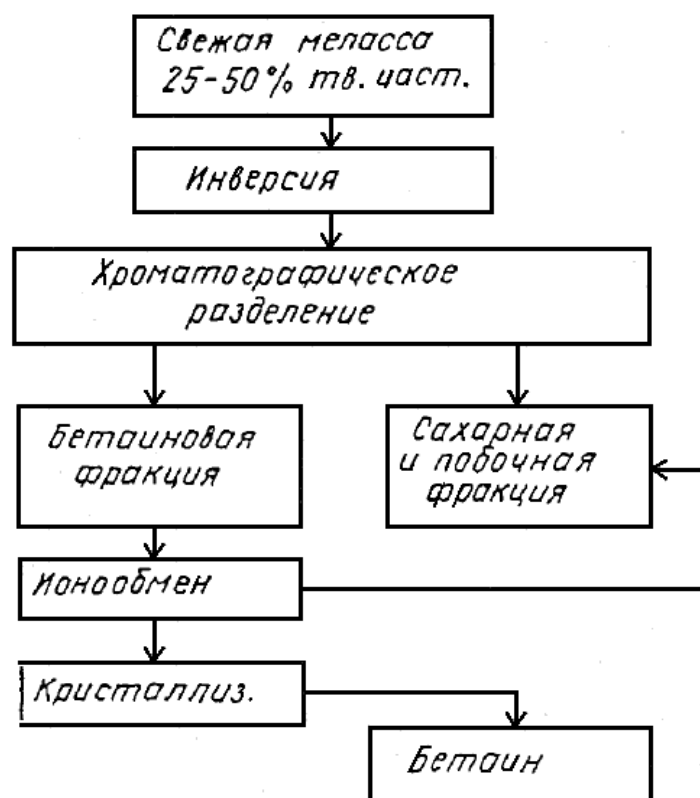 Свежая меласса
25-50% тв. част.
Инверсия
Хроматографическое
разделение
Бетаиновая
фракция
Сахарная
и побочная
фракция
Ионообмен
Кристаллиз.
Бетаин